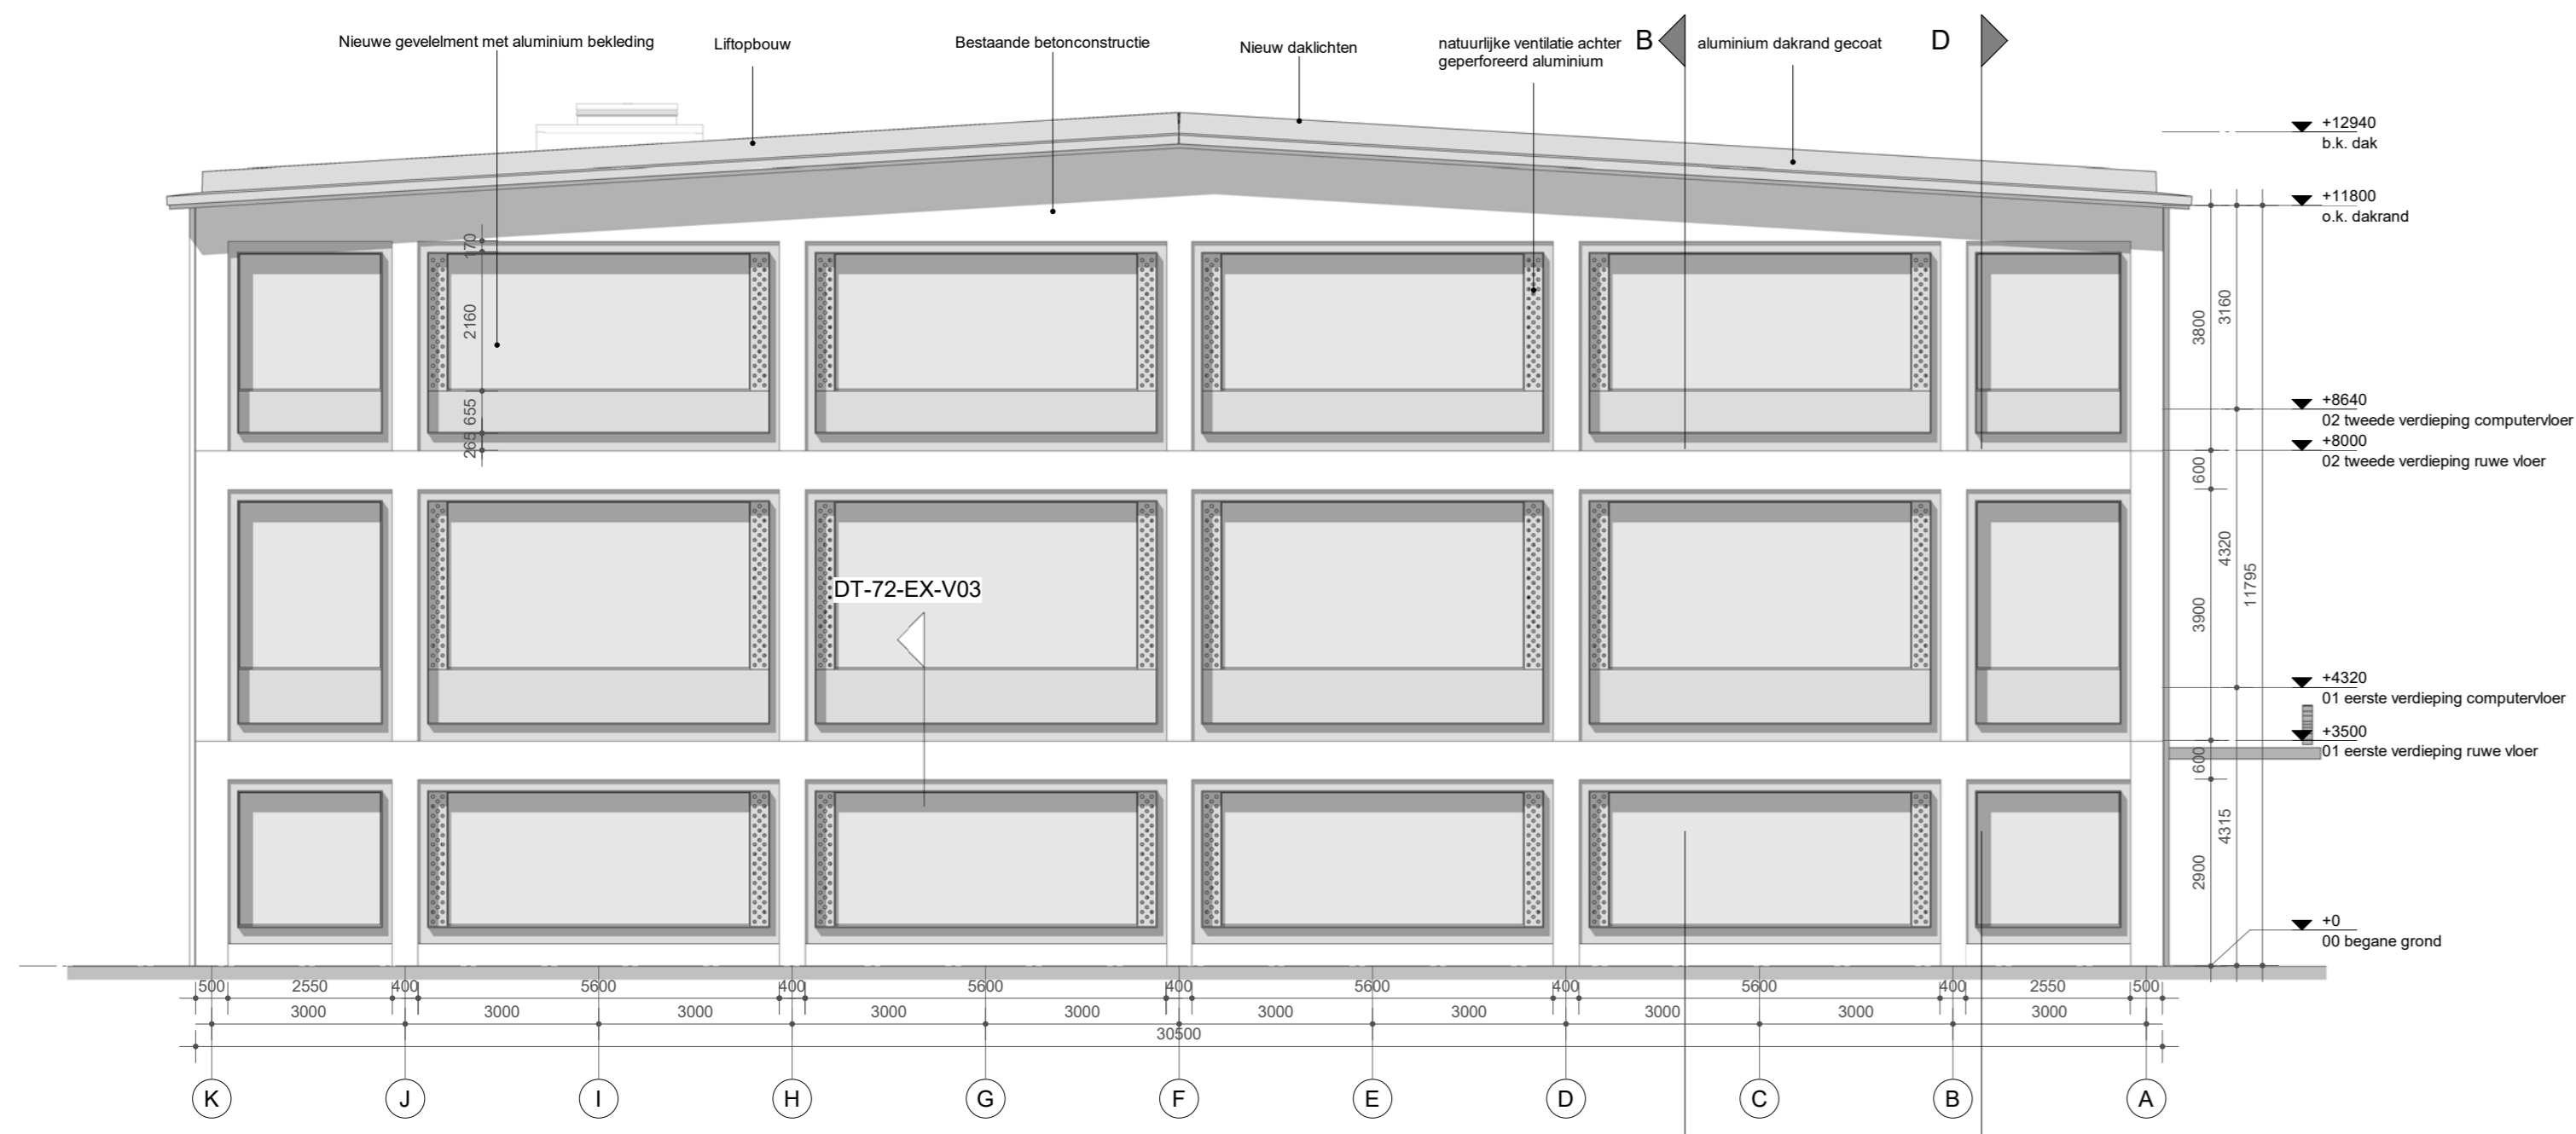 Nieuwe gevelelment met aluminium bekleding
Liftopbouw
Bestaande betonconstructie
Nieuw daklichten
natuurlijke ventilatie achter
geperforeerd aluminium
B
aluminium dakrand gecoat
D
+12940
b.k. dak
+11800
o.k. dakrand
170
2160
655
265
3800
3160
+8640
02 tweede verdieping computervloer
+8000
02 tweede verdieping ruwe vloer
600
4320
11795
3900
DT-72-EX-V03
+4320
01 eerste verdieping computervloer
+3500
01 eerste verdieping ruwe vloer
600
4315
2900
+0
00 begane grond
500 2550 400 5600 400 5600 400 5600 400 5600 400 2550 500
3000 3000 3000 3000 3000 3000 3000 3000 3000 3000
30500
K J I H G F E D C B A